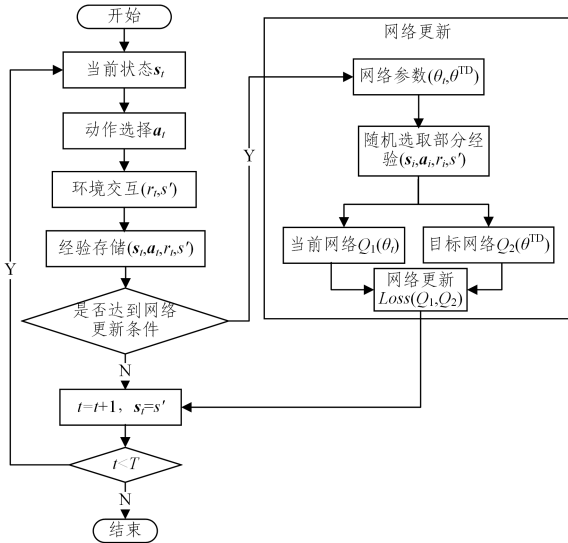 开始
当前状态s_t
动作选择a_t
环境交互(r_t,s′)
经验存储(s_t,a_t,r_t,s′)
是否达到网络
更新条件
N
t=t+1, s_t=s′
t<T
N
结束
Y
Y
网络更新
网络参数(θ_t,θ^TD)
随机选取部分经
验(s_i,a_i,r_i,s′)
当前网络Q_1(θ_t)
目标网络Q_2(θ^TD)
网络更新
Loss(Q_1,Q_2)